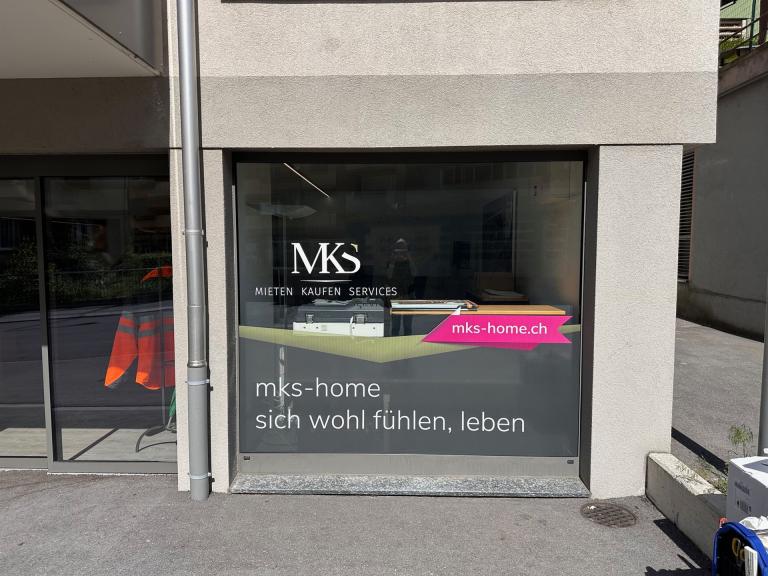 MKS
MIETEN KAUFEN SERVICES
mks-home.ch
mks-home
sich wohl fühlen, leben